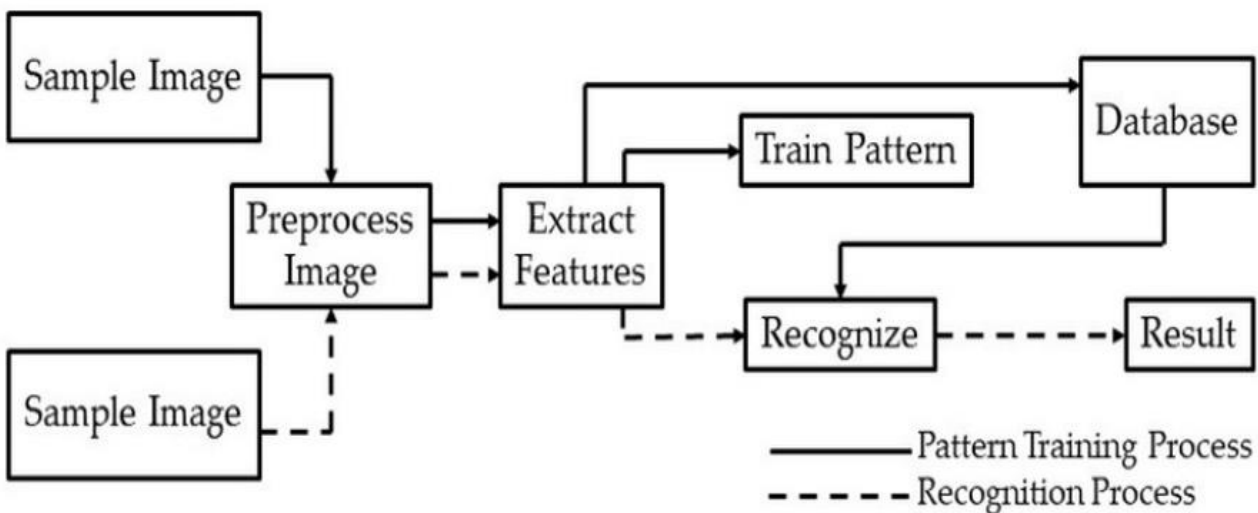 Sample Image
Database
Train Pattern
Preprocess
Image
Extract
Features
Recognize
Result
Sample Image
Pattern Training Process
Recognition Process